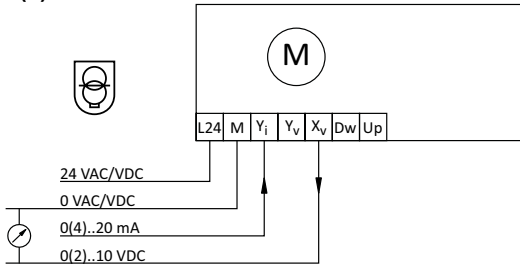 M
L24 M Yi Yv Xv Dw Up
24 VAC/VDC
0 VAC/VDC
0(4)..20 mA
0(2)..10 VDC